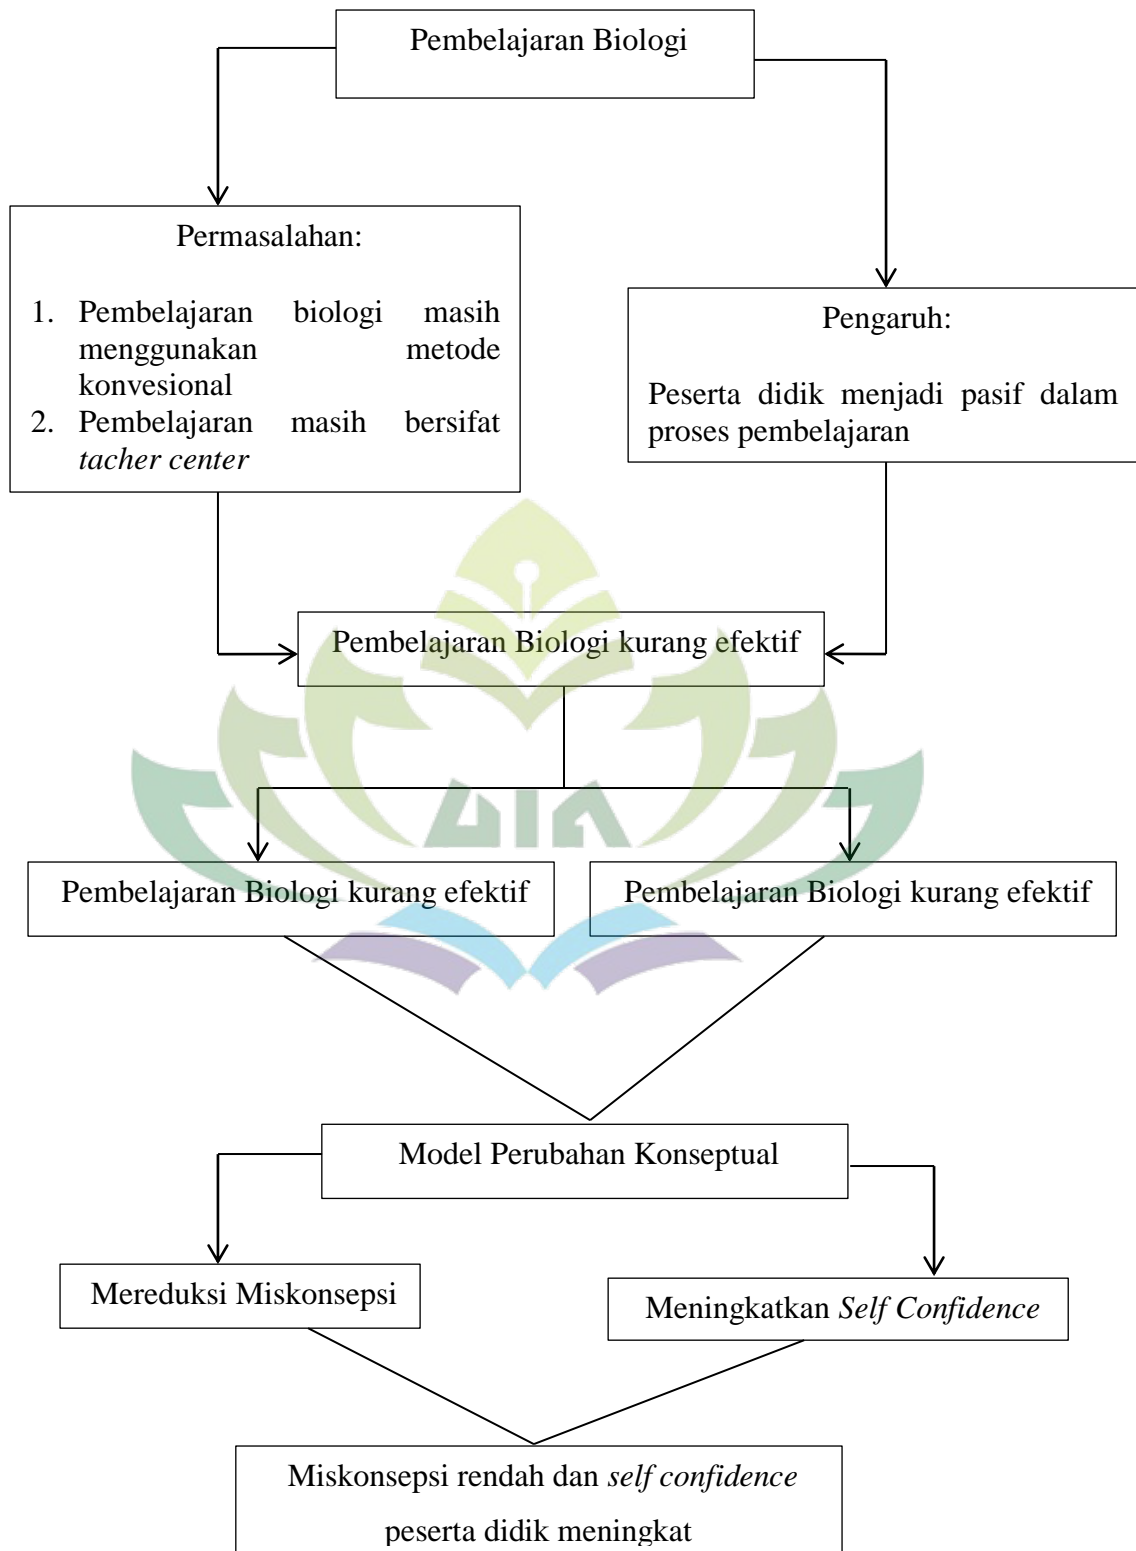 Pembelajaran Biologi
Permasalahan:
1. Pembelajaran biologi masih
menggunakan metode
konvesional
2. Pembelajaran masih bersifat
tacher center
Pengaruh:
Peserta didik menjadi pasif dalam
proses pembelajaran
Pembelajaran Biologi kurang efektif
Pembelajaran Biologi kurang efektif
Pembelajaran Biologi kurang efektif
Model Perubahan Konseptual
Mereduksi Miskonsepsi
Meningkatkan Self Confidence
Miskonsepsi rendah dan self confidence
peserta didik meningkat